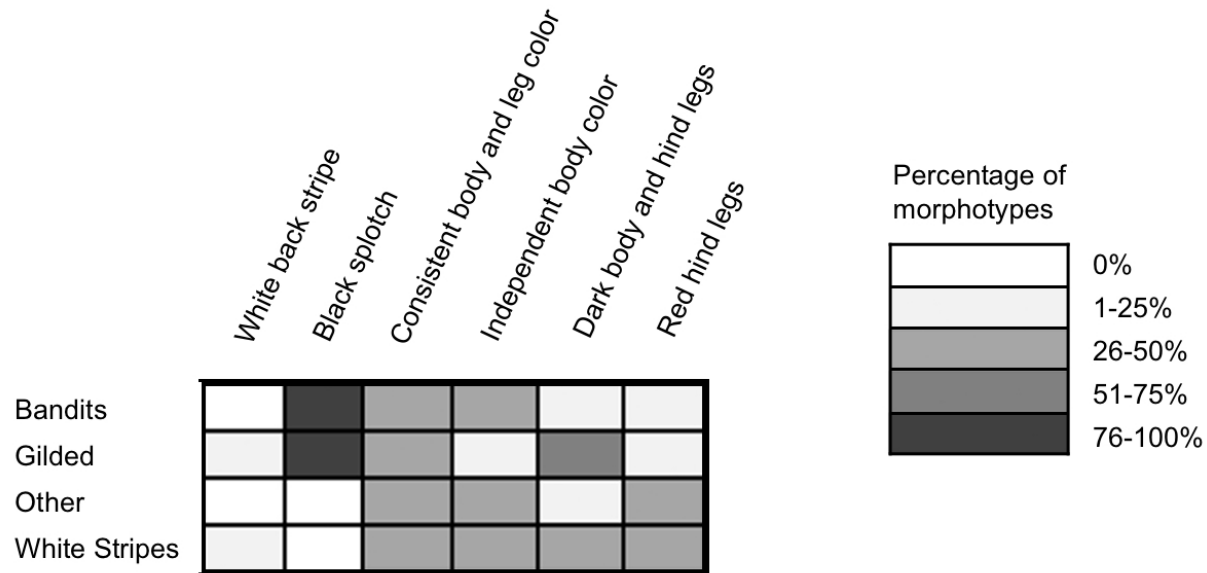 White back stripe
Black splotch
Consistent body and leg color
Independent body color
Dark body and hind legs
Red hind legs
Percentage of
morphotypes
0%
1-25%
26-50%
51-75%
76-100%
Bandits
Gilded
Other
White Stripes